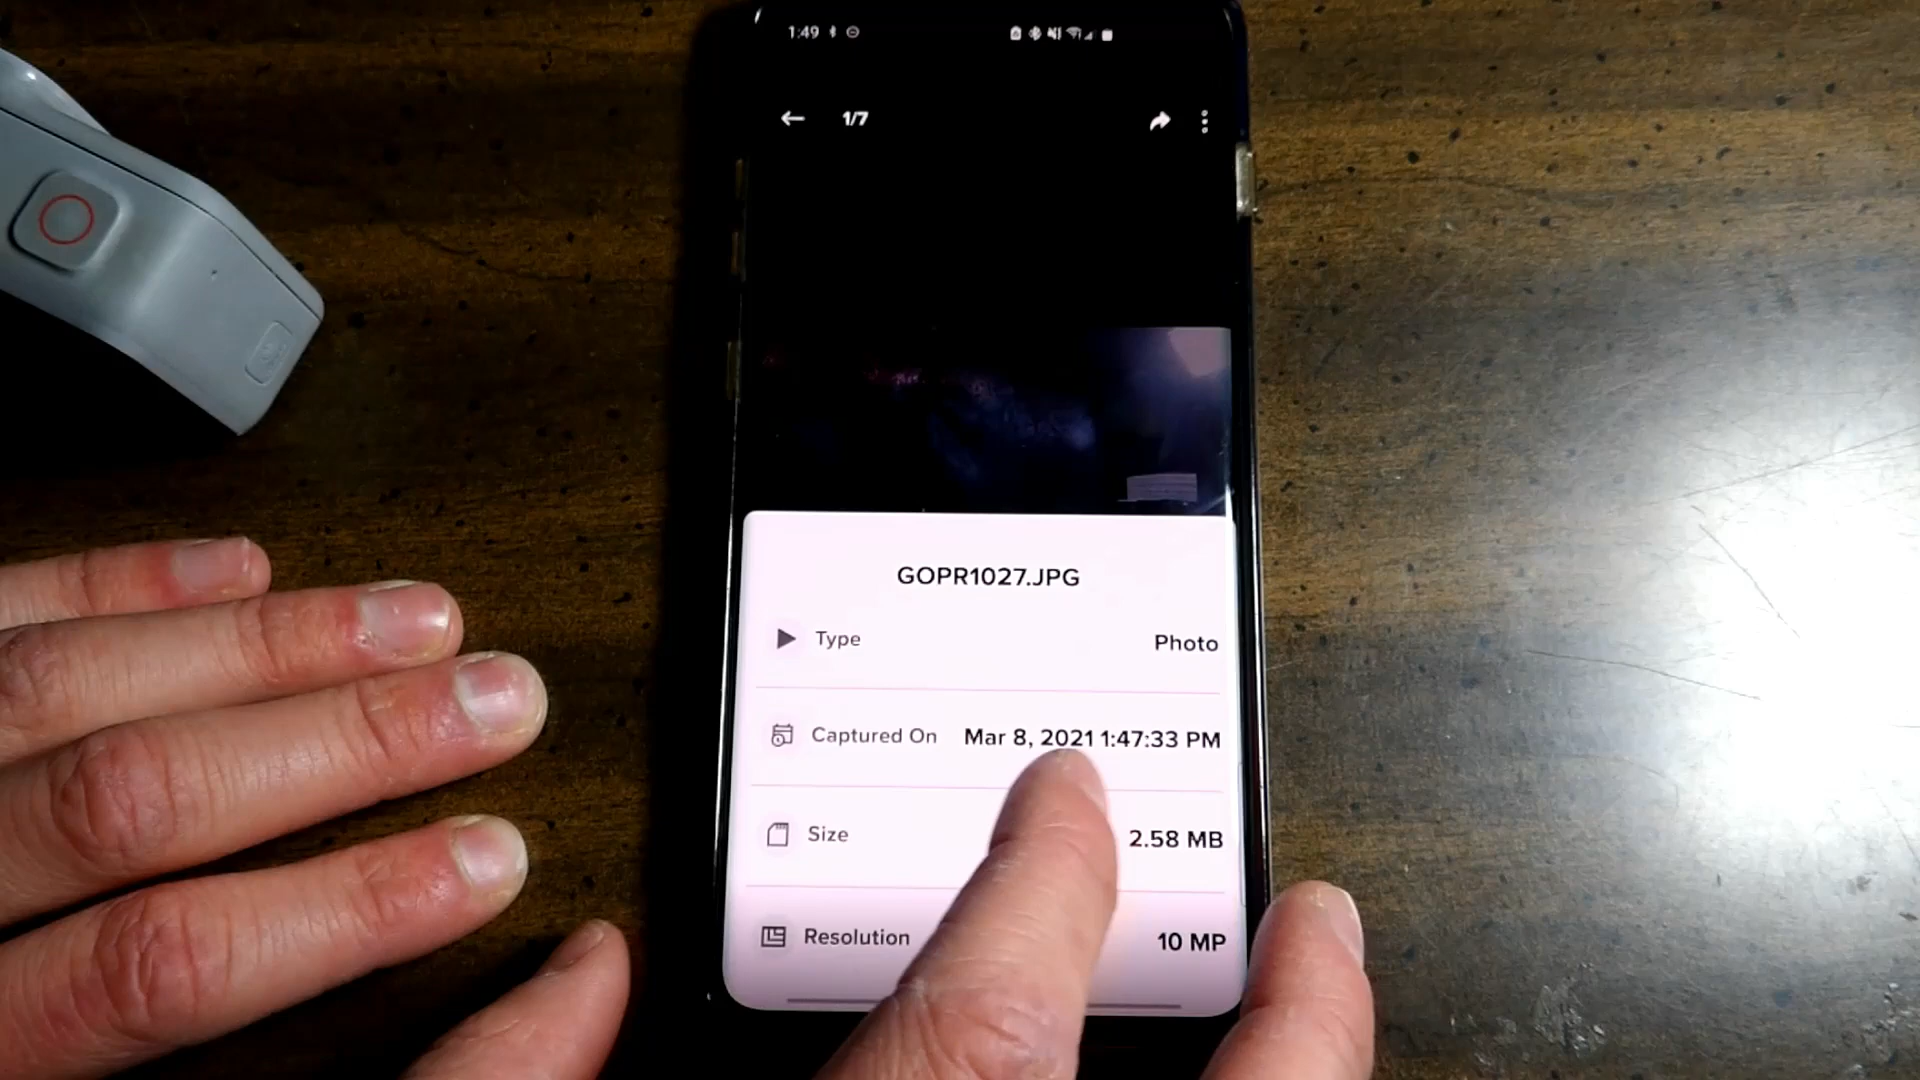 1:49
1/7
GOPR1027.JPG
Type Photo
Captured On Mar 8, 2021 1:47:33 PM
Size 2.58 MB
Resolution 10 MP